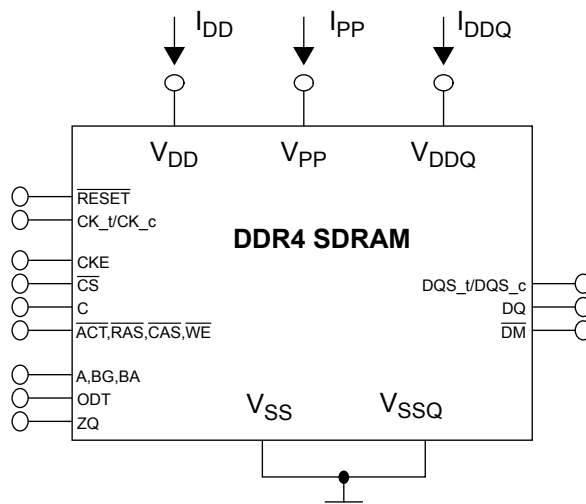 IDD IPP IDDQ
VDD VPP VDDQ
RESET
CK_t/CK_c
DDR4 SDRAM
CKE
CS
DQS_t/DQS_c
C
DQ
ACT,RAS,CAS,WE
DM
A,BG,BA
ODT
ZQ
VSS VSSQ